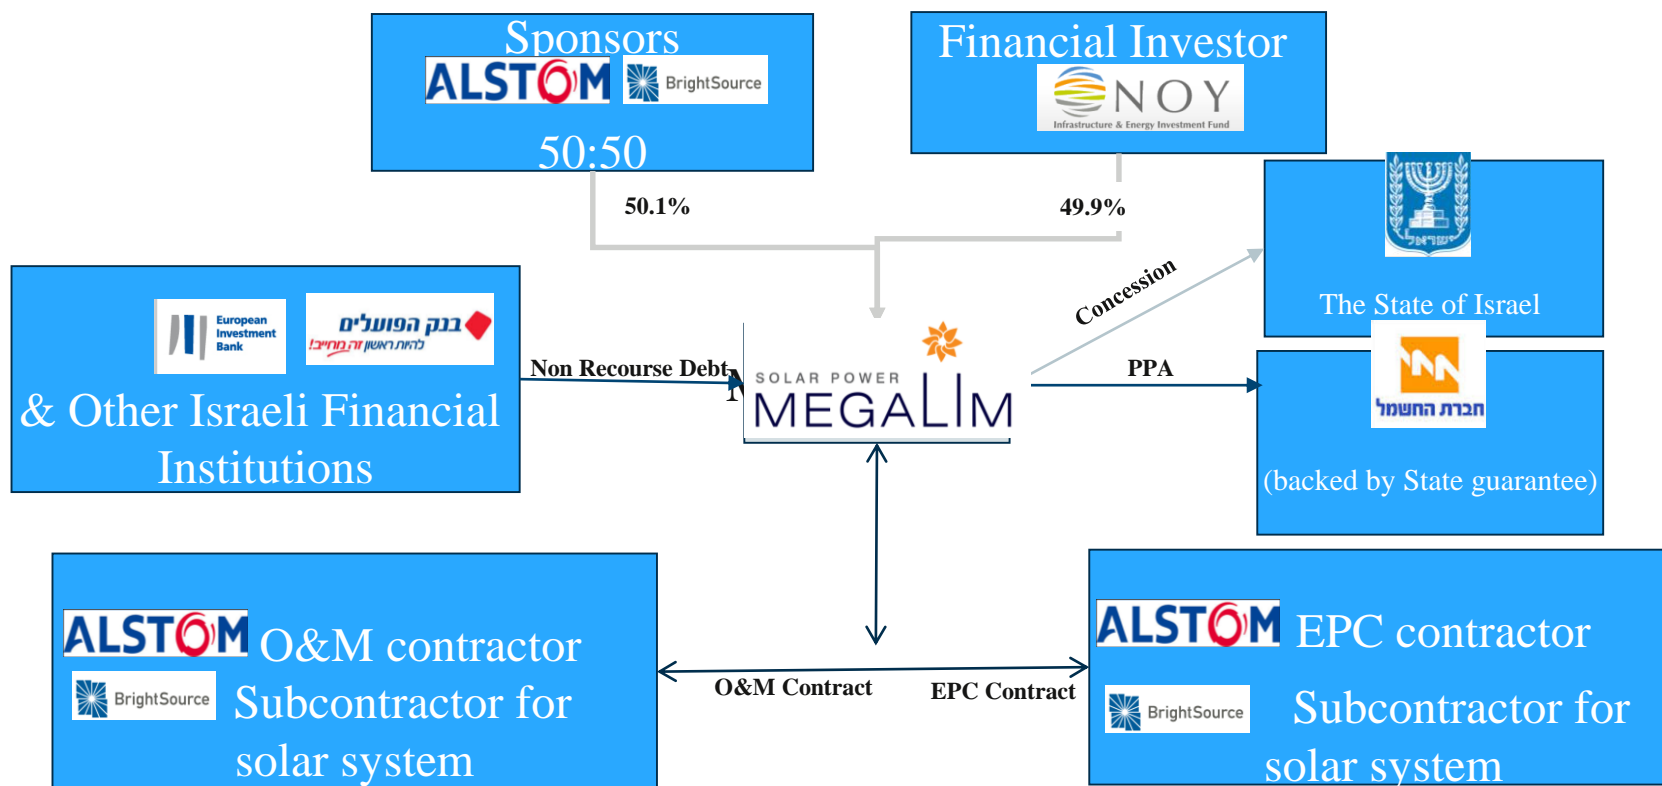 Sponsors
ALSTOM BrightSource
50:50
Financial Investor
NOY
Infrastructure & Energy Investment Fund
50.1%
49.9%
ישראל
The State of Israel
Concession
European
Investment
Bank
בנק הפועלים
להיות ראשון זה מחייב!
& Other Israeli Financial
Institutions
Non Recourse Debt
N
SOLAR POWER
MEGALIM
PPA
חברת החשמל
(backed by State guarantee)
ALSTOM O&M contractor
BrightSource Subcontractor for
solar system
O&M Contract
EPC Contract
ALSTOM EPC contractor
BrightSource Subcontractor for
solar system